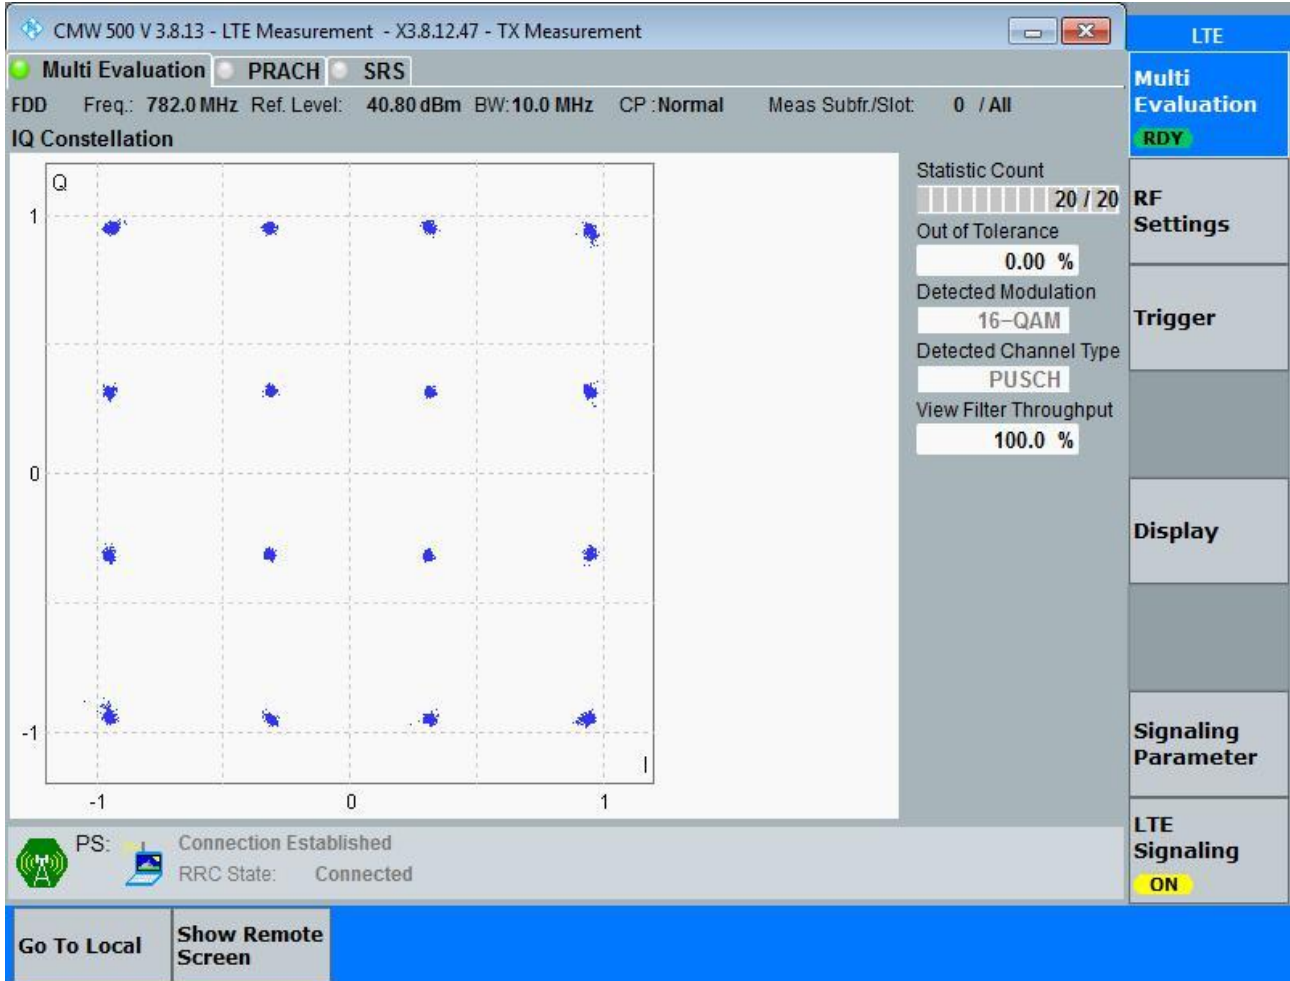 CMW 500 V 3.8.13 - LTE Measurement - X3.8.12.47 - TX Measurement
Multi Evaluation PRACH SRS
FDD Freq.: 782.0 MHz Ref. Level: 40.80 dBm BW: 10.0 MHz CP : Normal Meas Subfr./Slot: 0 / All
IQ Constellation
Q
1
0
-1
I
-1 0 1
Statistic Count
20 / 20
Out of Tolerance
0.00 %
Detected Modulation
16-QAM
Detected Channel Type
PUSCH
View Filter Throughput
100.0 %
PS: Connection Established
RRC State: Connected
LTE
Multi
Evaluation
RDY
RF
Settings
Trigger
Display
Signaling
Parameter
LTE
Signaling
ON
Go To Local
Show Remote
Screen